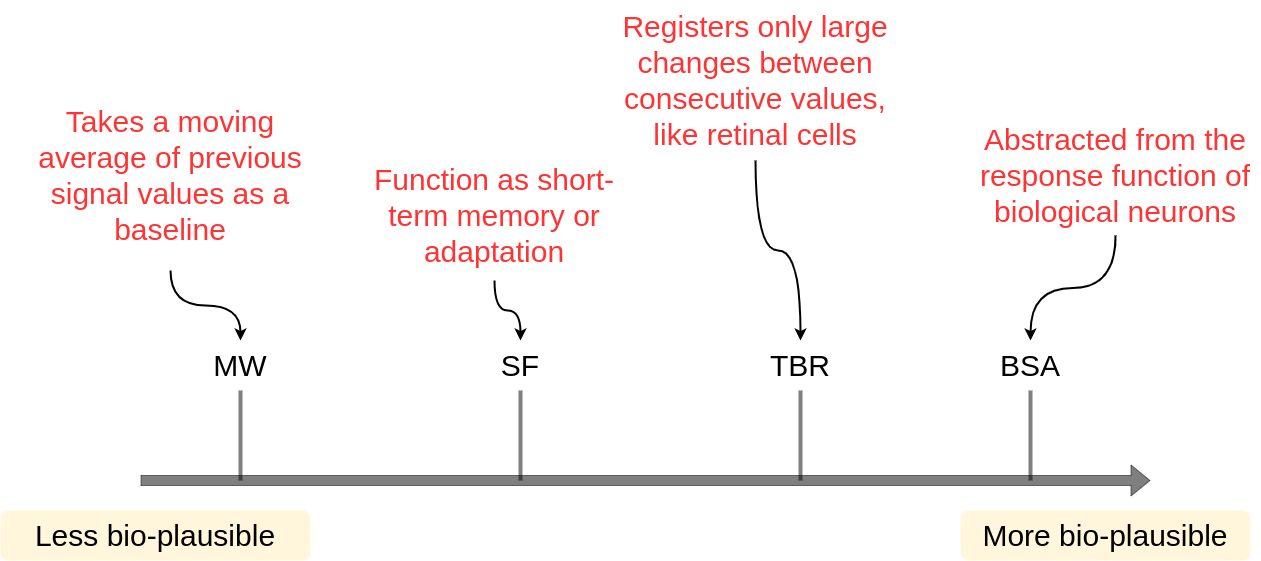 Takes a moving
average of previous
signal values as a
baseline
Function as short-
term memory or
adaptation
Registers only large
changes between
consecutive values,
like retinal cells
Abstracted from the
response function of
biological neurons
MW
SF
TBR
BSA
Less bio-plausible
More bio-plausible